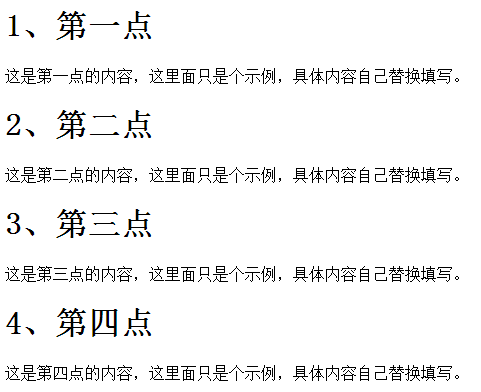 1、第一点
这是第一点的内容，这里面只是个示例，具体内容自己替换填写。
2、第二点
这是第二点的内容，这里面只是个示例，具体内容自己替换填写。
3、第三点
这是第三点的内容，这里面只是个示例，具体内容自己替换填写。
4、第四点
这是第四点的内容，这里面只是个示例，具体内容自己替换填写。